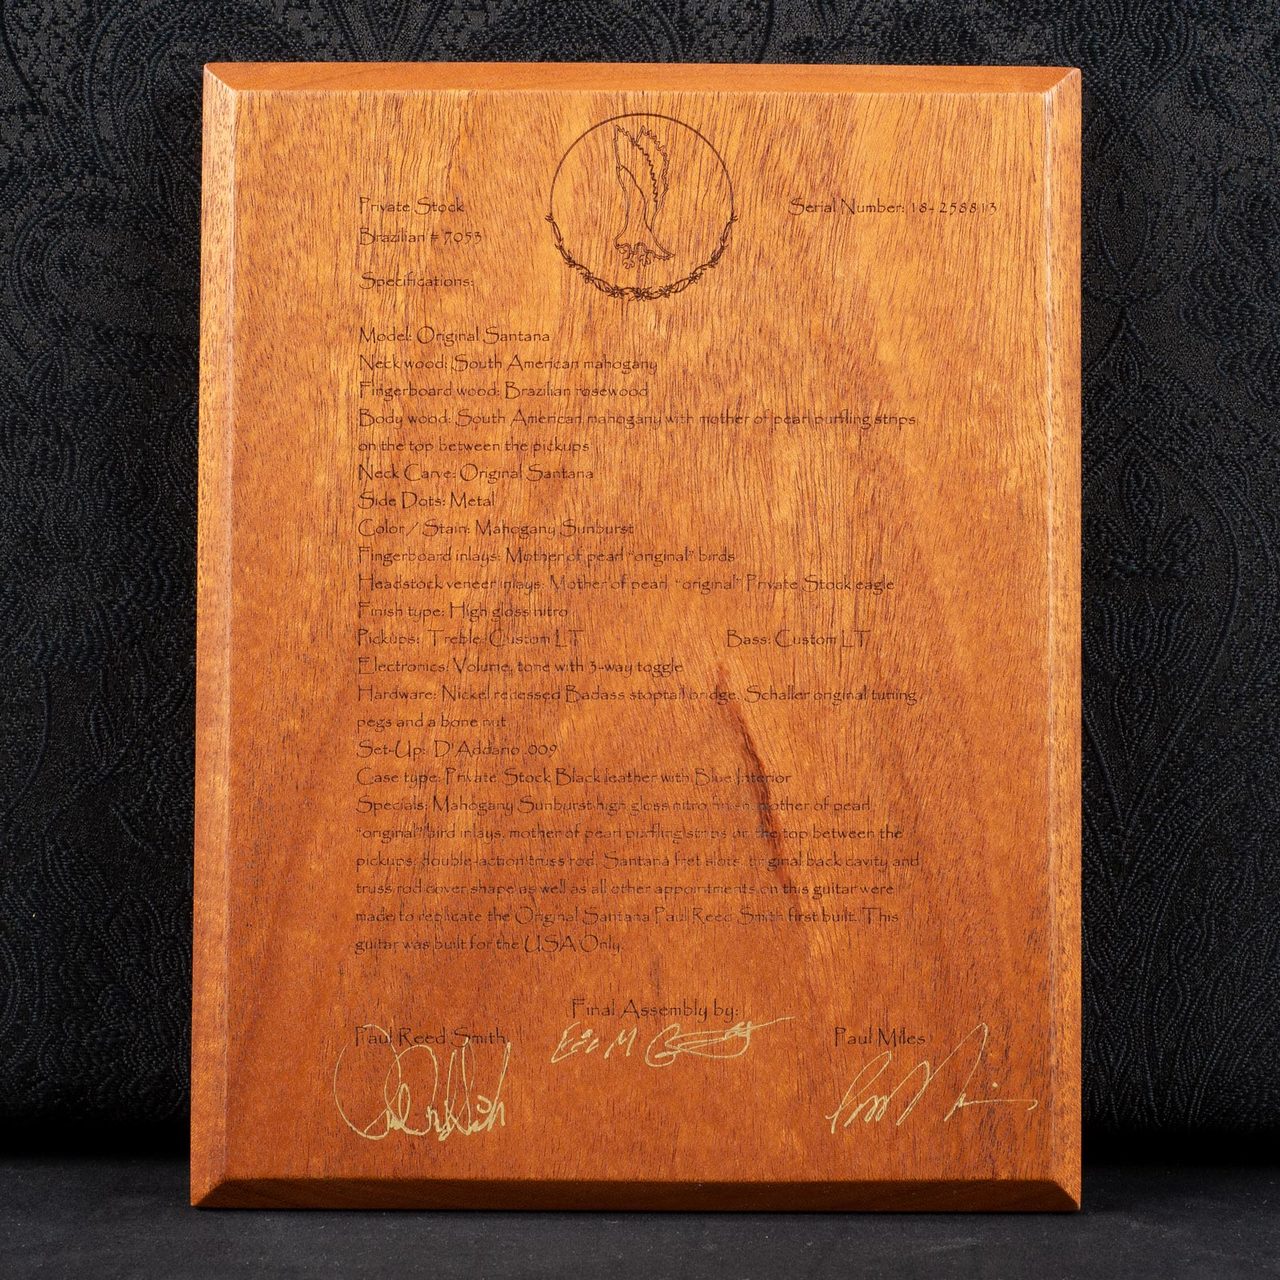 Private Stock
Serial Number: 18-258813
Brazilian # 7053
Specifications:
Model: Original Santana
Neck wood: South American mahogany
Fingerboard wood: Brazilian rosewood
Body wood: South American mahogany with mother of pearl purfling strips
on the top between the pickups
Neck Carve: Original Santana
Side Dots: Metal
Color / Stain: Mahogany Sunburst
Fingerboard inlays: Mother of pearl "original" birds
Headstock veneer inlays: Mother of pearl "original" Private Stock eagle
Finish type: High gloss nitro
Pickups: Treble: Custom LT Bass: Custom LT
Electronics: Volume, tone with 3-way toggle
Hardware: Nickel recessed Badass stoptail bridge, Schaller original tuning
pegs and a bone nut
Set-Up: D'Addario .009
Case type: Private Stock Black leather with Blue Interior
Specials: Mahogany Sunburst high gloss nitro finish, mother of pearl,
"original" bird inlays, mother of pearl purfling strips on the top between the
pickups, double-action truss rod, Santana fret slots, original back cavity and
truss rod cover shape as well as all other appointments on this guitar were
made to replicate the Original Santana Paul Reed Smith first built. This
guitar was built for the USA Only.
Final Assembly by:
Paul Reed Smith
Paul Miles